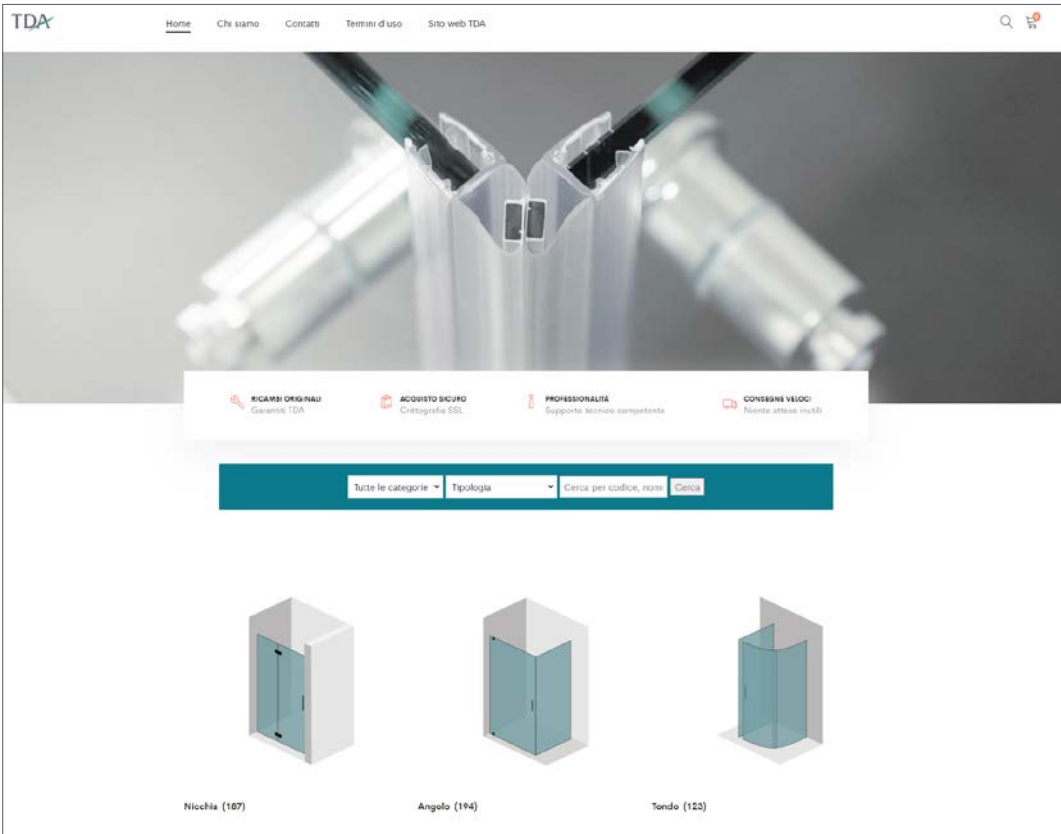 TDA
Home Chi siamo Contatti Termini d'uso Sito web TDA
0
RICAMBI ORIGINALI
Garantiti TDA
ACQUISTO SICURO
Crittografia SSL
PROFESSIONALITÀ
Supporto tecnico competente
CONSEGNE VELOCI
Niente attese inutili
Tutte le categorie Tipologia Cerca per codice, nom Cerca
Nicchia (187) Angolo (194) Tondo (123)